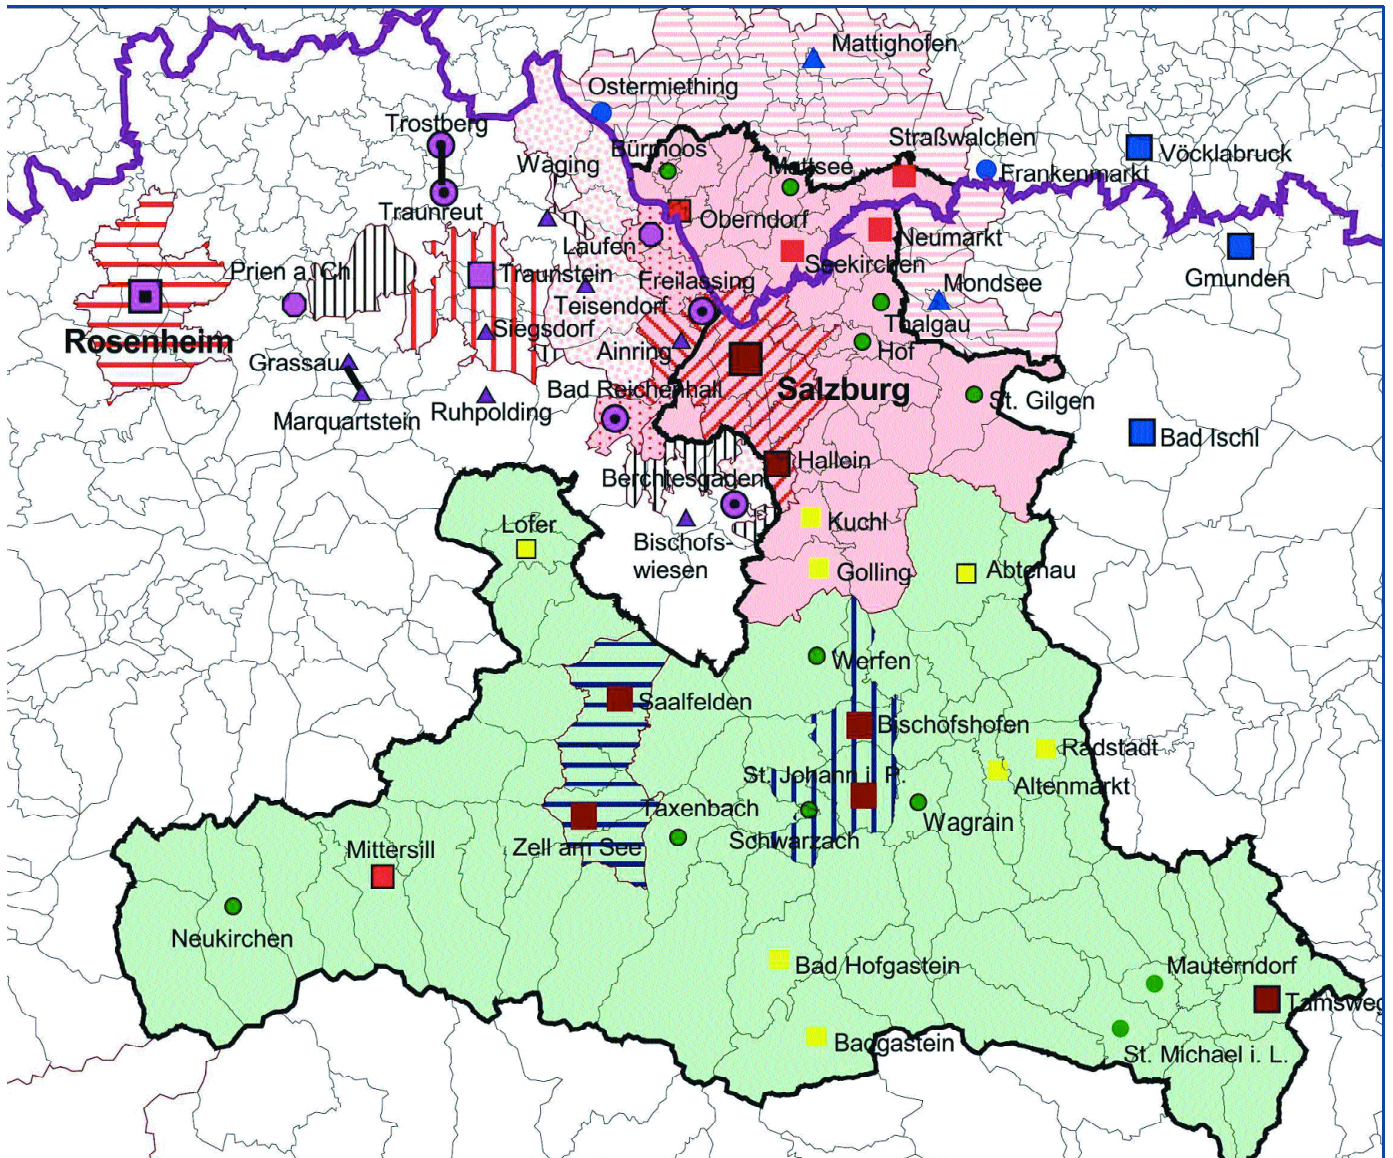 Mattighofen
Ostermiething
Trostberg
Straßwalchen
Bürmoos
Vöcklabruck
Waging
Mattsee
Frankenmarkt
Traunreut
Oberndorf
Neumarkt
Laufen
Seekirchen
Prien a. Ch.
Traunstein
Freilassing
Gmunden
Mondsee
Teisendorf
Thalgau
Siegsdorf
Rosenheim
Ainring
Hof
Grassau
Bad Reichenhall
Salzburg
St. Gilgen
Marquartstein
Ruhpolding
Bad Ischl
Hallein
Berchtesgaden
Lofer
Kuchl
Bischofs-
wiesen
Golling
Abtenau
Werfen
Saalfelden
Bischofshofen
Radstadt
St. Johann i. P.
Altenmarkt
Taxenbach
Wagrain
Schwarzach
Zell am See
Mittersill
Neukirchen
Bad Hofgastein
Mauterndorf
Tamsweg
Badgastein
St. Michael i. L.